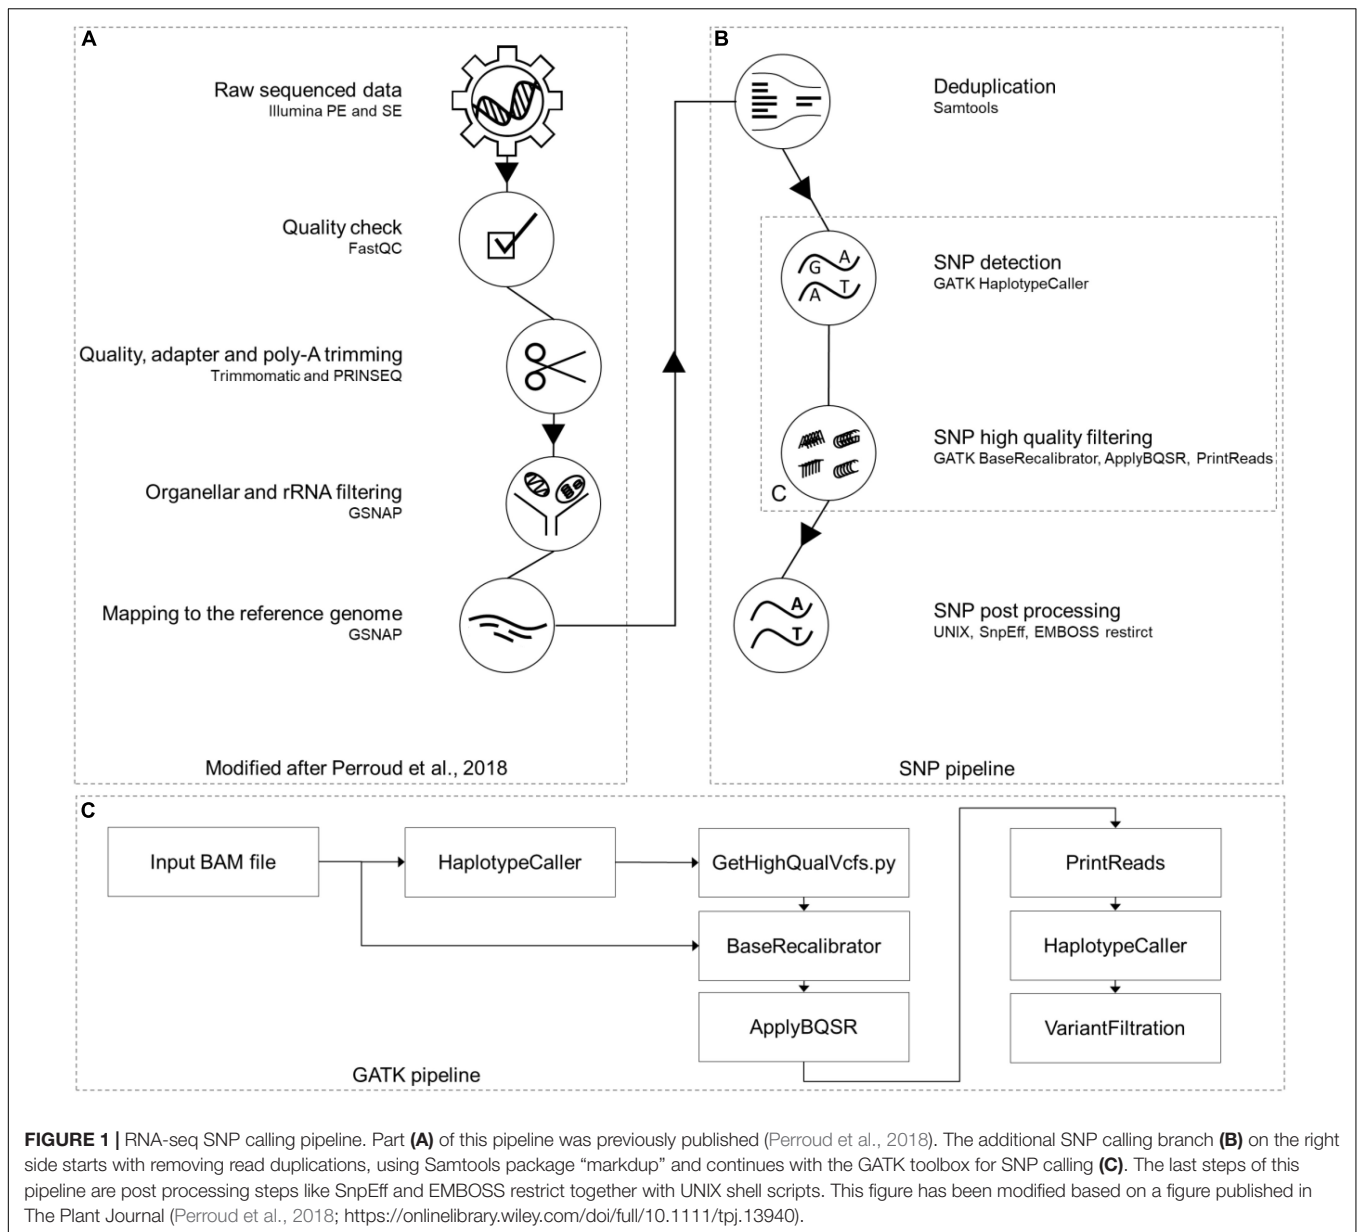 A
Raw sequenced data
Illumina PE and SE
Quality check
FastQC
Quality, adapter and poly-A trimming
Trimmomatic and PRINSEQ
Organellar and rRNA filtering
GSNAP
Mapping to the reference genome
GSNAP
Modified after Perroud et al., 2018
B
Deduplication
Samtools
G A
A T
SNP detection
GATK HaplotypeCaller
SNP high quality filtering
GATK BaseRecalibrator, ApplyBQSR, PrintReads
C
A
T
SNP post processing
UNIX, SnpEff, EMBOSS restirct
SNP pipeline
C
Input BAM file
HaplotypeCaller
GetHighQualVcfs.py
BaseRecalibrator
ApplyBQSR
PrintReads
HaplotypeCaller
VariantFiltration
GATK pipeline
FIGURE 1 | RNA-seq SNP calling pipeline. Part (A) of this pipeline was previously published (Perroud et al., 2018). The additional SNP calling branch (B) on the right
side starts with removing read duplications, using Samtools package “markdup” and continues with the GATK toolbox for SNP calling (C). The last steps of this
pipeline are post processing steps like SnpEff and EMBOSS restrict together with UNIX shell scripts. This figure has been modified based on a figure published in
The Plant Journal (Perroud et al., 2018; https://onlinelibrary.wiley.com/doi/full/10.1111/tpj.13940).